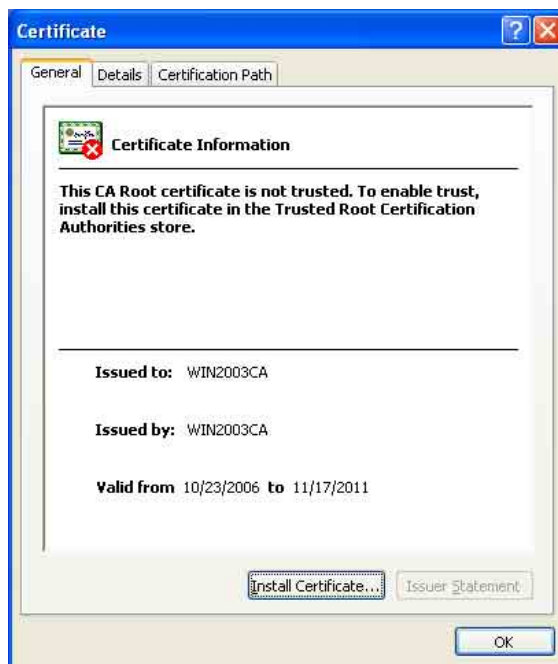 Certificate
General
Details
Certification Path
Certificate Information
This CA Root certificate is not trusted. To enable trust,
install this certificate in the Trusted Root Certification
Authorities store.
Issued to: WIN2003CA
Issued by: WIN2003CA
Valid from 10/23/2006 to 11/17/2011
Install Certificate...
Issuer Statement
OK